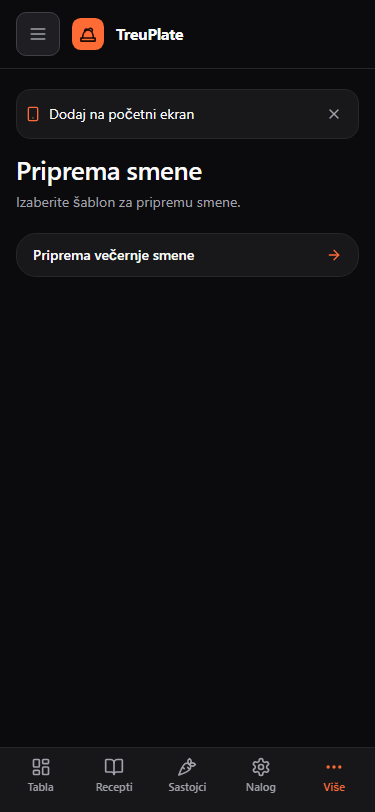 TreuPlate
Dodaj na početni ekran
Priprema smene
Izaberite šablon za pripremu smene.
Priprema večernje smene
Tabla
Recepti
Sastojci
Nalog
Više